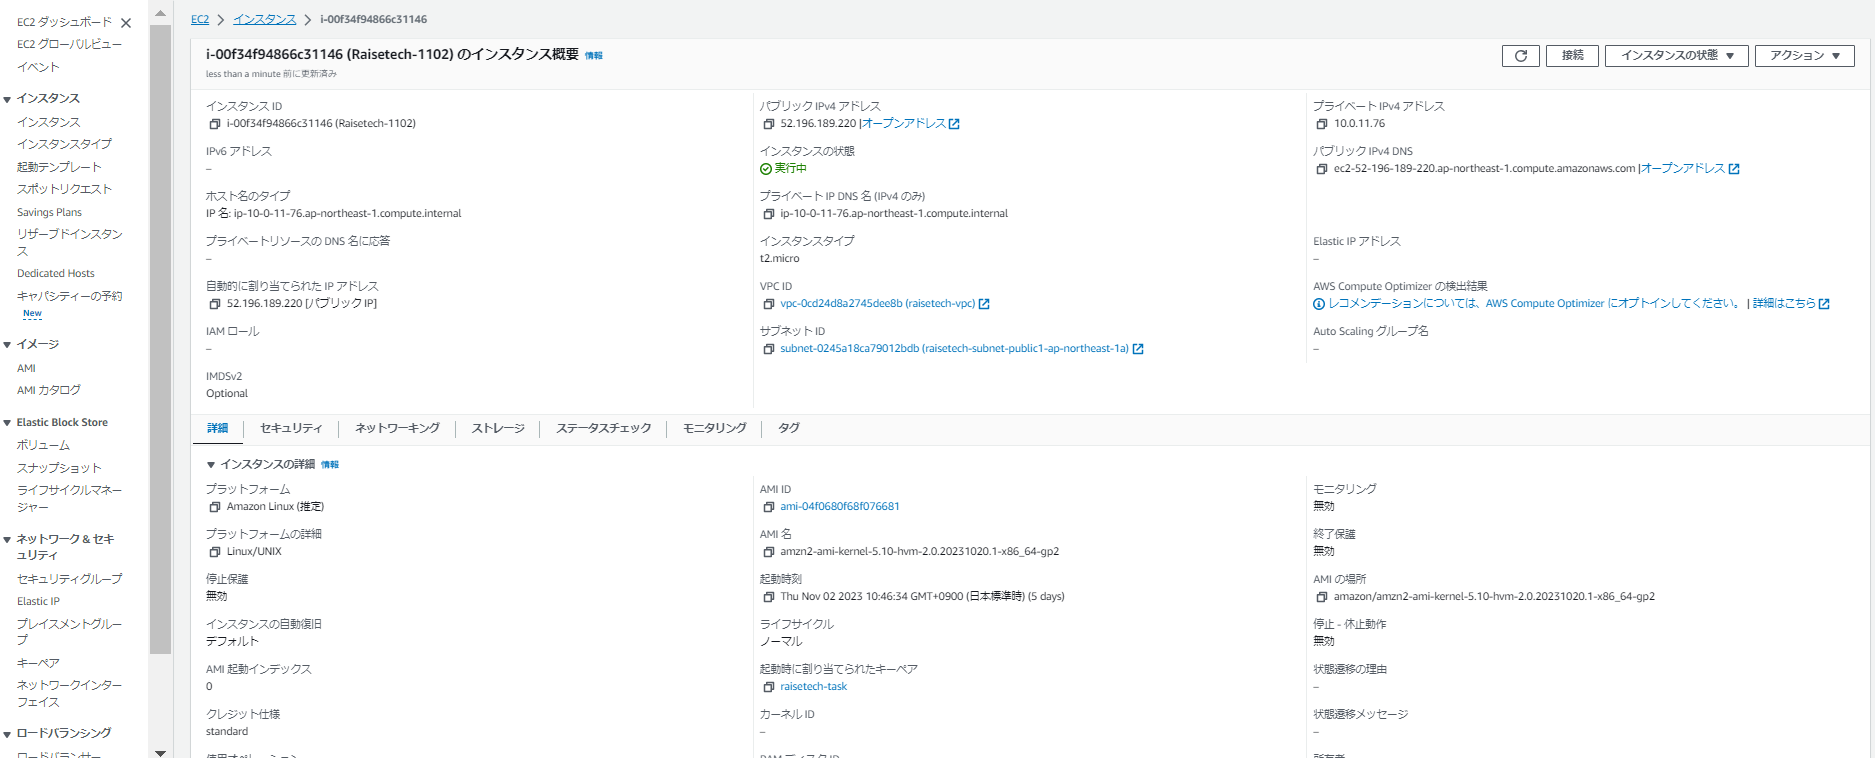 EC2 ダッシュボード
EC2 グローバルビュー
イベント
インスタンス
インスタンス
インスタンスタイプ
起動テンプレート
スポットリクエスト
Savings Plans
リザーブドインスタン
ス
Dedicated Hosts
キャパシティーの予約
New
イメージ
AMI
AMI カタログ
Elastic Block Store
ボリューム
スナップショット
ライフサイクルマネー
ジャー
ネットワーク & セキ
ュリティ
セキュリティグループ
Elastic IP
プレイスメントグルー
プ
キーペア
ネットワークインター
フェイス
ロードバランシング
ロードバランサー
EC2 > インスタンス > i-00f34f94866c31146
i-00f34f94866c31146 (Raisetech-1102) のインスタンス概要 情報
less than a minute 前に更新済み
接続
インスタンスの状態
アクション
インスタンス ID
i-00f34f94866c31146 (Raisetech-1102)
IPv6 アドレス
–
ホスト名のタイプ
IP 名: ip-10-0-11-76.ap-northeast-1.compute.internal
プライベートリソースの DNS 名に応答
–
自動的に割り当てられた IP アドレス
52.196.189.220 [パブリック IP]
IAM ロール
–
IMDSv2
Optional
パブリック IPv4 アドレス
52.196.189.220 |オープンアドレス
インスタンスの状態
実行中
プライベート IP DNS 名 (IPv4 のみ)
ip-10-0-11-76.ap-northeast-1.compute.internal
インスタンスタイプ
t2.micro
VPC ID
vpc-0cd24d8a2745dee8b (raisetech-vpc)
サブネット ID
subnet-0245a18ca79012bdb (raisetech-subnet-public1-ap-northeast-1a)
プライベート IPv4 アドレス
10.0.11.76
パブリック IPv4 DNS
ec2-52-196-189-220.ap-northeast-1.compute.amazonaws.com |オープンアドレス
Elastic IP アドレス
–
AWS Compute Optimizer の検出結果
レコメンデーションについては、AWS Compute Optimizer にオプトインしてください。 | 詳細はこちら
Auto Scaling グループ名
–
詳細
セキュリティ
ネットワーキング
ストレージ
ステータスチェック
モニタリング
タグ
インスタンスの詳細 情報
プラットフォーム
Amazon Linux (推定)
プラットフォームの詳細
Linux/UNIX
停止保護
無効
インスタンスの自動復旧
デフォルト
AMI 起動インデックス
0
クレジット仕様
standard
使用オペレーション
AMI ID
ami-04f0680f68f076681
AMI 名
amzn2-ami-kernel-5.10-hvm-2.0.20231020.1-x86_64-gp2
起動時刻
Thu Nov 02 2023 10:46:34 GMT+0900 (日本標準時) (5 days)
ライフサイクル
ノーマル
起動時に割り当てられたキーペア
raisetech-task
カーネル ID
–
RAM ディスク ID
モニタリング
無効
終了保護
無効
AMI の場所
amazon/amzn2-ami-kernel-5.10-hvm-2.0.20231020.1-x86_64-gp2
停止 - 休止動作
無効
状態遷移の理由
–
状態遷移メッセージ
–
所有者